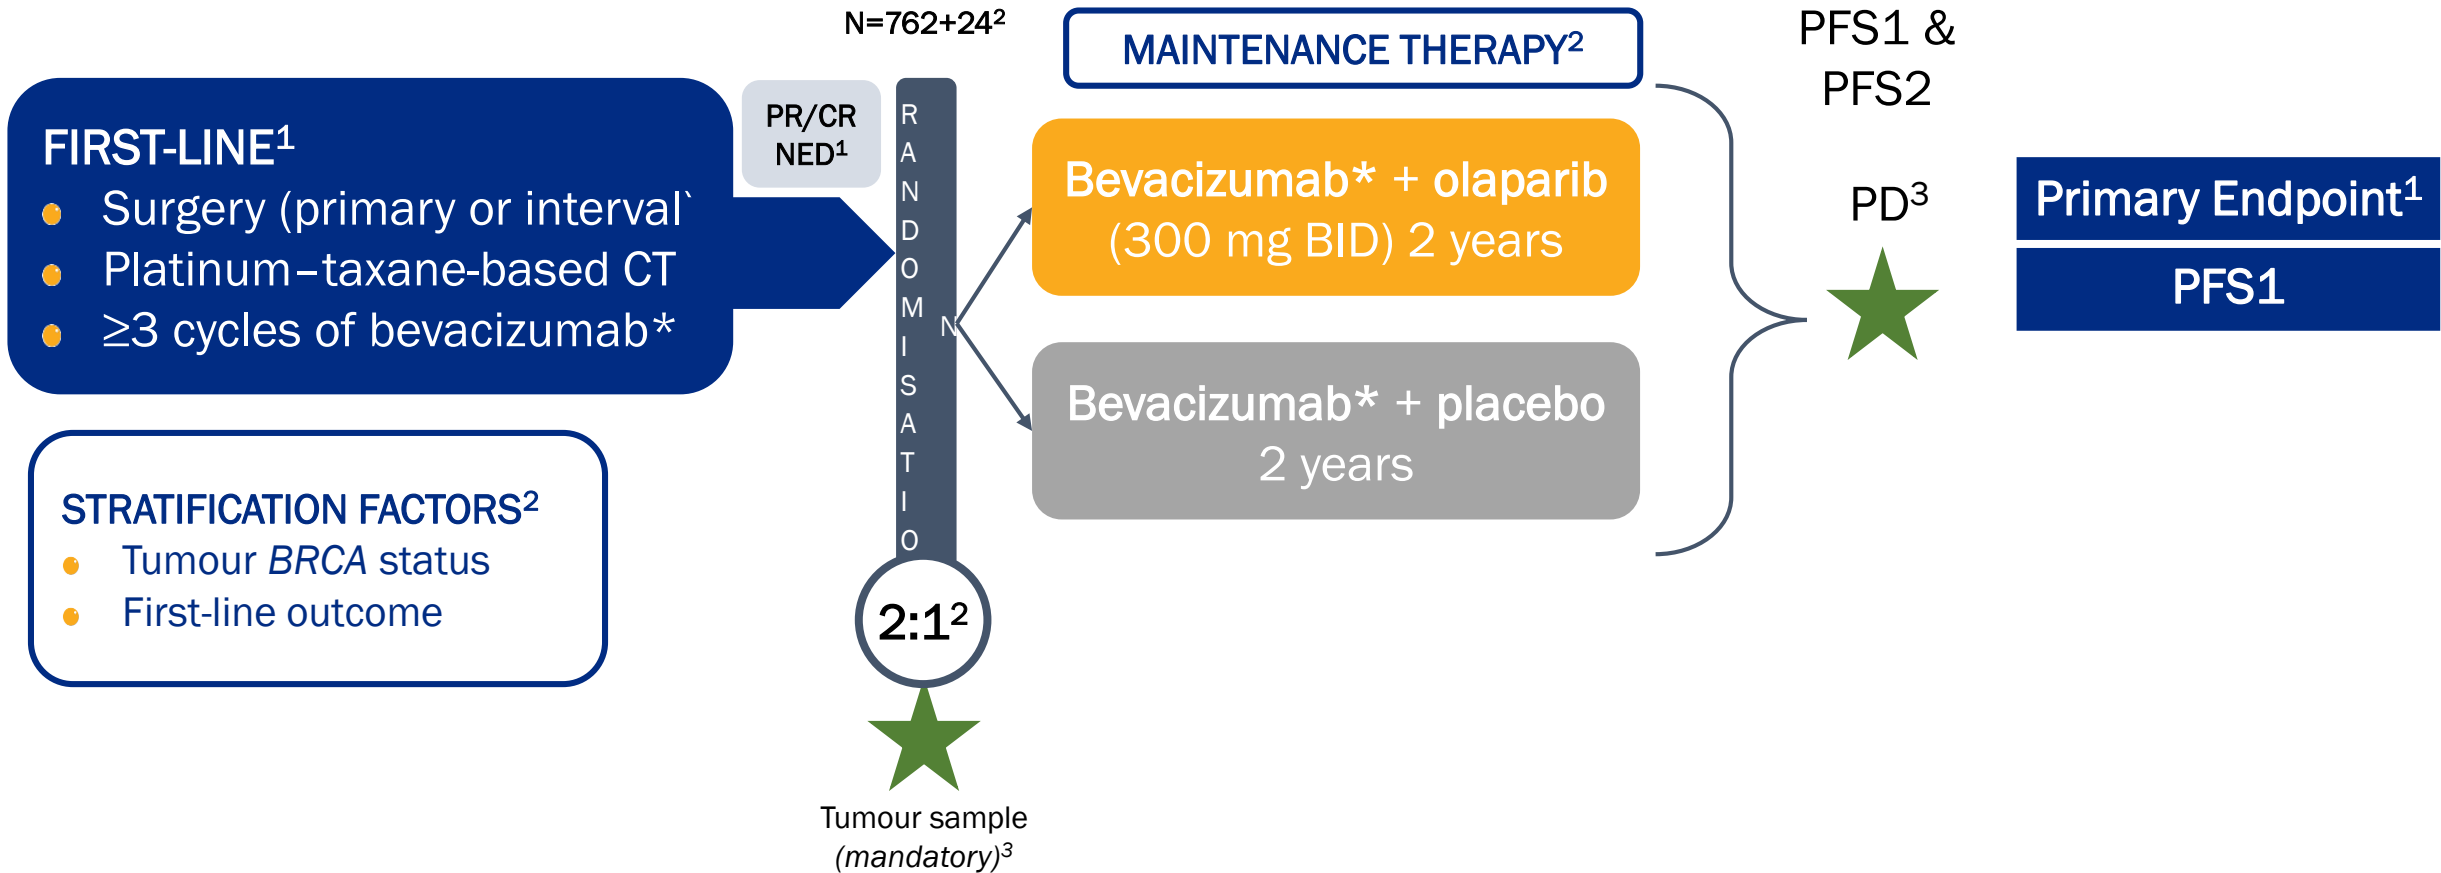 N=762+24²
MAINTENANCE THERAPY²
PFS1 &
PFS2
PR/CR
NED¹
FIRST-LINE¹
Surgery (primary or interval`
Platinum–taxane-based CT
≥3 cycles of bevacizumab*
RANDOMISATIO
N
Bevacizumab* + olaparib
(300 mg BID) 2 years
Bevacizumab* + placebo
2 years
PD³
Primary Endpoint¹
PFS1
STRATIFICATION FACTORS²
Tumour BRCA status
First-line outcome
2:1²
Tumour sample
(mandatory)³